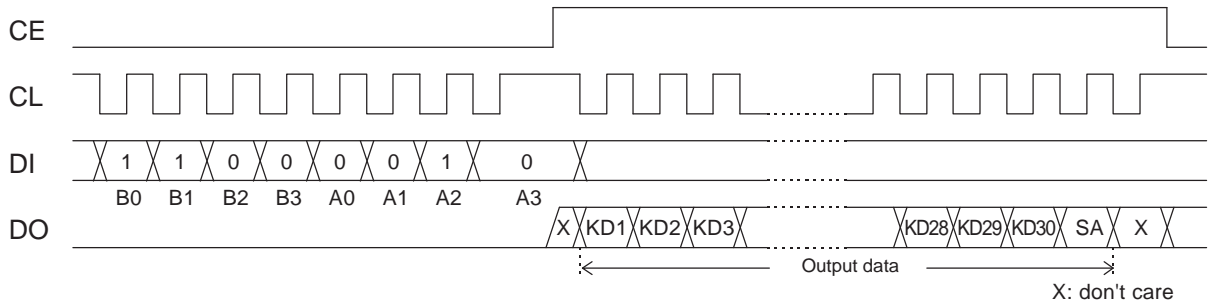 CE
CL
DI 1 1 0 0 0 0 1 0
B0 B1 B2 B3 A0 A1 A2 A3
DO X KD1 KD2 KD3 KD28 KD29 KD30 SA X
Output data
X: don't care